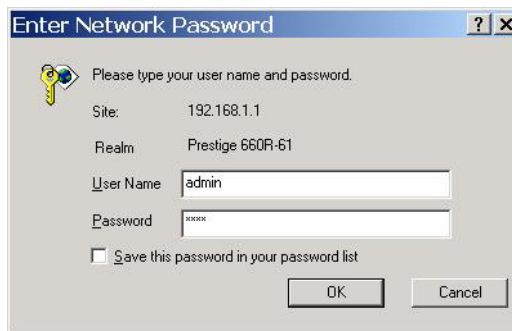 Enter Network Password ? X
Please type your user name and password.
Site: 192.168.1.1
Realm Prestige 660R-61
User Name admin
Password xxxx
Save this password in your password list
OK Cancel